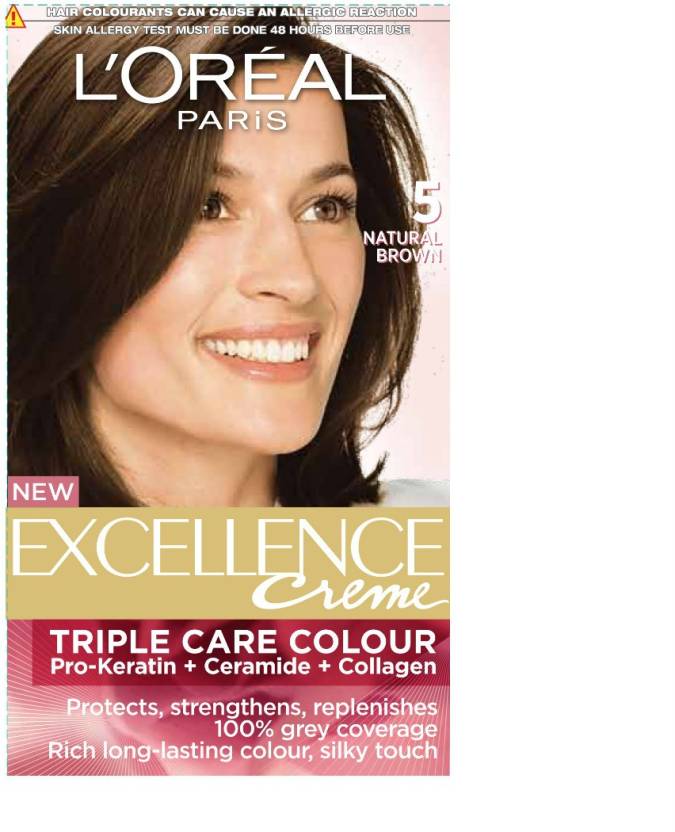 HAIR COLOURANTS CAN CAUSE AN ALLERGIC REACTION
SKIN ALLERGY TEST MUST BE DONE 48 HOURS BEFORE USE
L'ORÉAL
PARiS
5
NATURAL
BROWN
NEW
EXCELLENCE
Creme
TRIPLE CARE COLOUR
Pro-Keratin + Ceramide + Collagen
Protects, strengthens, replenishes
100% grey coverage
Rich long-lasting colour, silky touch